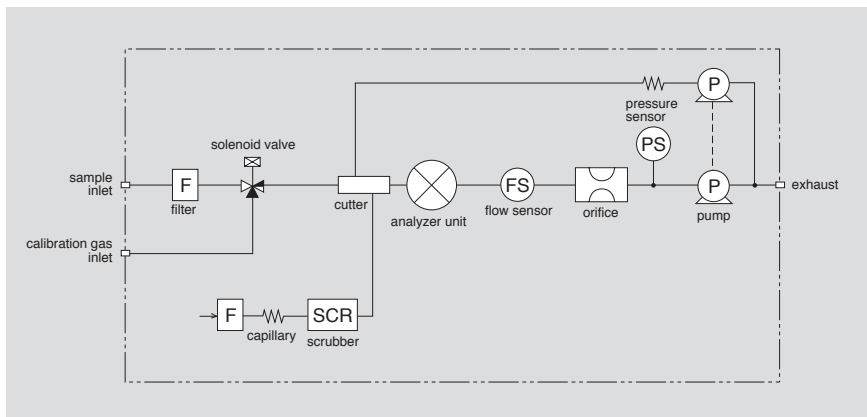 P
pressure
sensor
solenoid valve
PS
sample
inlet
F
filter
cutter
analyzer unit
FS
flow sensor
orifice
P
pump
exhaust
calibration gas
inlet
F
capillary
SCR
scrubber